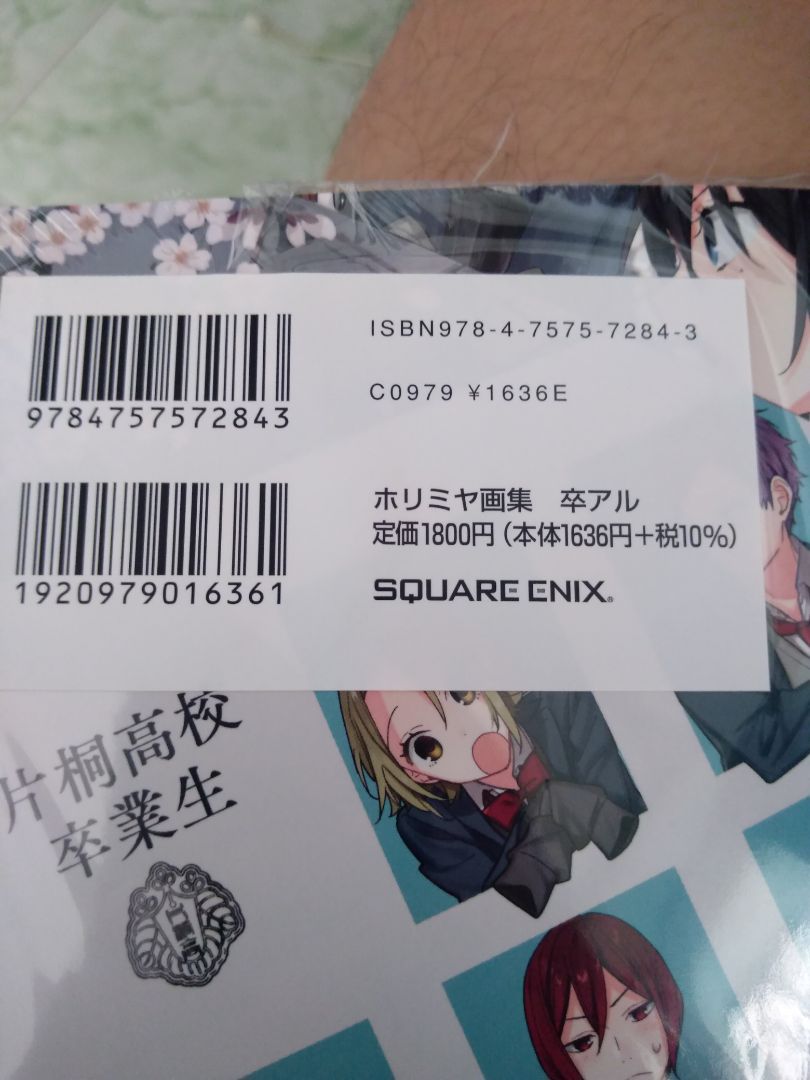 ISBN978-4-7575-7284-3
C0979 ¥1636E
9784757572843
1920979016361
ホリミヤ画集　卒アル
定価1800円（本体1636円＋税10%）
SQUARE ENIX®
片桐高校
卒業生